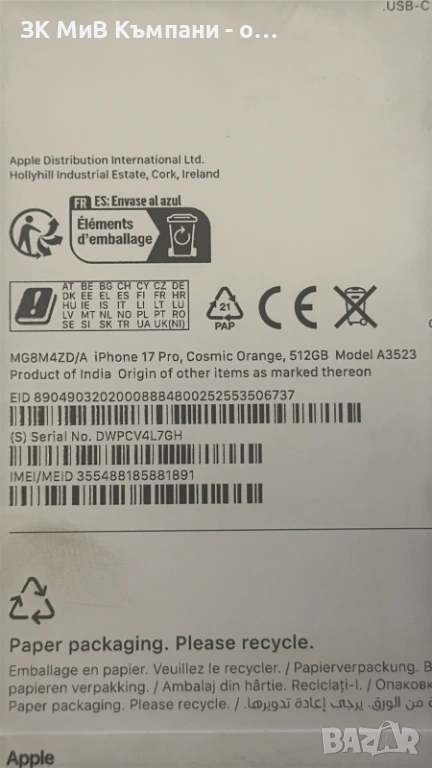 .USB-C
ЗК МиВ Къмпани - о...
Apple Distribution International Ltd.
Hollyhill Industrial Estate, Cork, Ireland
FR ES: Envase al azul
Éléments
d'emballage
AT BE BG CH CY CZ DE
DK EE EL ES FI FR HR
HU IE IS IT LI LT LU
LV MT NL NO PL PT RO
SE SI SK TR UA UK(NI)
21
PAP
MG8M4ZD/A iPhone 17 Pro, Cosmic Orange, 512GB Model A3523
Product of India Origin of other items as marked thereon
EID 89049032020008884800252553506737
(S) Serial No. DWPCV4L7GH
IMEI/MEID 355488185881891
Paper packaging. Please recycle.
Emballage en papier. Veuillez le recycler. / Papierverpackung. B
papieren verpakking. / Ambalaj din hârtie. Reciclați-l. / Опаковк
Paper packaging. Please recycle. / من الورق. يرجى إعادة تدويرها.
Apple
BAZAR